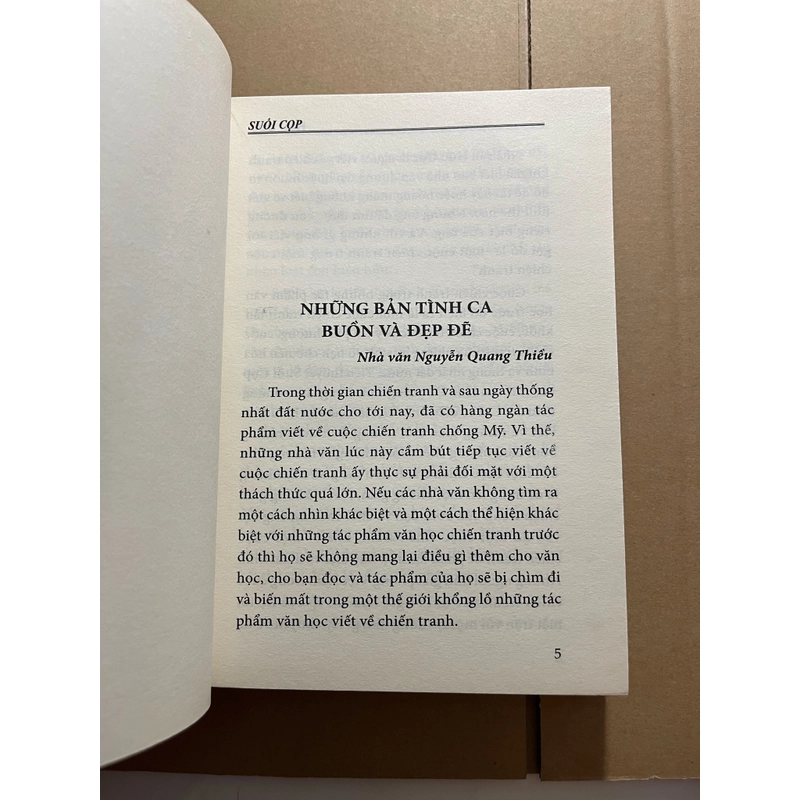 SUỐI CỌP
NHỮNG BẢN TÌNH CA
BUỒN VÀ ĐẸP ĐẼ
Nhà văn Nguyễn Quang Thiều
Trong thời gian chiến tranh và sau ngày thống
nhất đất nước cho tới nay, đã có hàng ngàn tác
phẩm viết về cuộc chiến tranh chống Mỹ. Vì thế,
những nhà văn lúc này cầm bút tiếp tục viết về
cuộc chiến tranh ấy thực sự phải đối mặt với một
thách thức quá lớn. Nếu các nhà văn không tìm ra
một cách nhìn khác biệt và một cách thể hiện khác
biệt với những tác phẩm văn học chiến tranh trước
đó thì họ sẽ không mang lại điều gì thêm cho văn
học, cho bạn đọc và tác phẩm của họ sẽ bị chìm đi
và biến mất trong một thế giới khổng lồ những tác
phẩm văn học viết về chiến tranh.
5